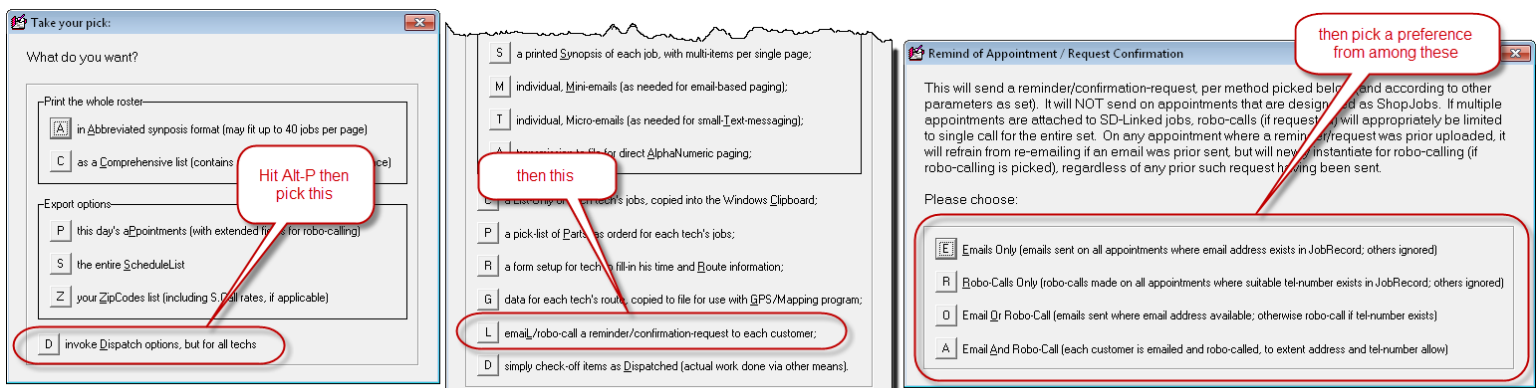 Take your pick:
What do you want?
Print the whole roster
A in Abbreviated synposis format (may fit up to 40 jobs per page)
C as a Comprehensive list (contains nce)
Hit Alt-P then
pick this
Export options
P this day's aPpointments (with extended fi s for robo-calling)
S the entire ScheduleList
Z your ZipCodes list (including S.Call rates, if applicable)
D invoke Dispatch options, but for all techs
S a printed Synopsis of each job, with multi-items per single page;
M individual, Mini-emails (as needed for email-based paging);
T individual, Micro-emails (as needed for small-Text-messaging);
A to file for direct AlphaNumeric paging;
then this
a List-Only of each tech's jobs, copied into the Windows Clipboard;
P a pick-list of Parts as orderd for each tech's jobs;
R a form setup for tech to fill-in his time and Route information;
G data for each tech's route, copied to file for use with GPS/Mapping program;
L emaiL/robo-call a reminder/confirmation-request to each customer;
D simply check-off items as Dispatched (actual work done via other means).
Remind of Appointment / Request Confirmation
then pick a preference
from among these
This will send a reminder/confirmation-request, per method picked below (and according to other
parameters as set). It will NOT send on appointments that are designated as ShopJobs. If multiple
appointments are attached to SD-Linked jobs, robo-calls (if requested) will appropriately be limited
to single call for the entire set. On any appointment where a reminder/request was prior uploaded, it
will refrain from re-emailing if an email was prior sent, but will newly instantiate for robo-calling (if
robo-calling is picked), regardless of any prior such request having been sent.
Please choose:
E Emails Only (emails sent on all appointments where email address exists in JobRecord; others ignored)
R Robo-Calls Only (robo-calls made on all appointments where suitable tel-number exists in JobRecord; others ignored)
O Email Or Robo-Call (emails sent where email address available; otherwise robo-call if tel-number exists)
A Email And Robo-Call (each customer is emailed and robo-called, to extent address and tel-number allow)